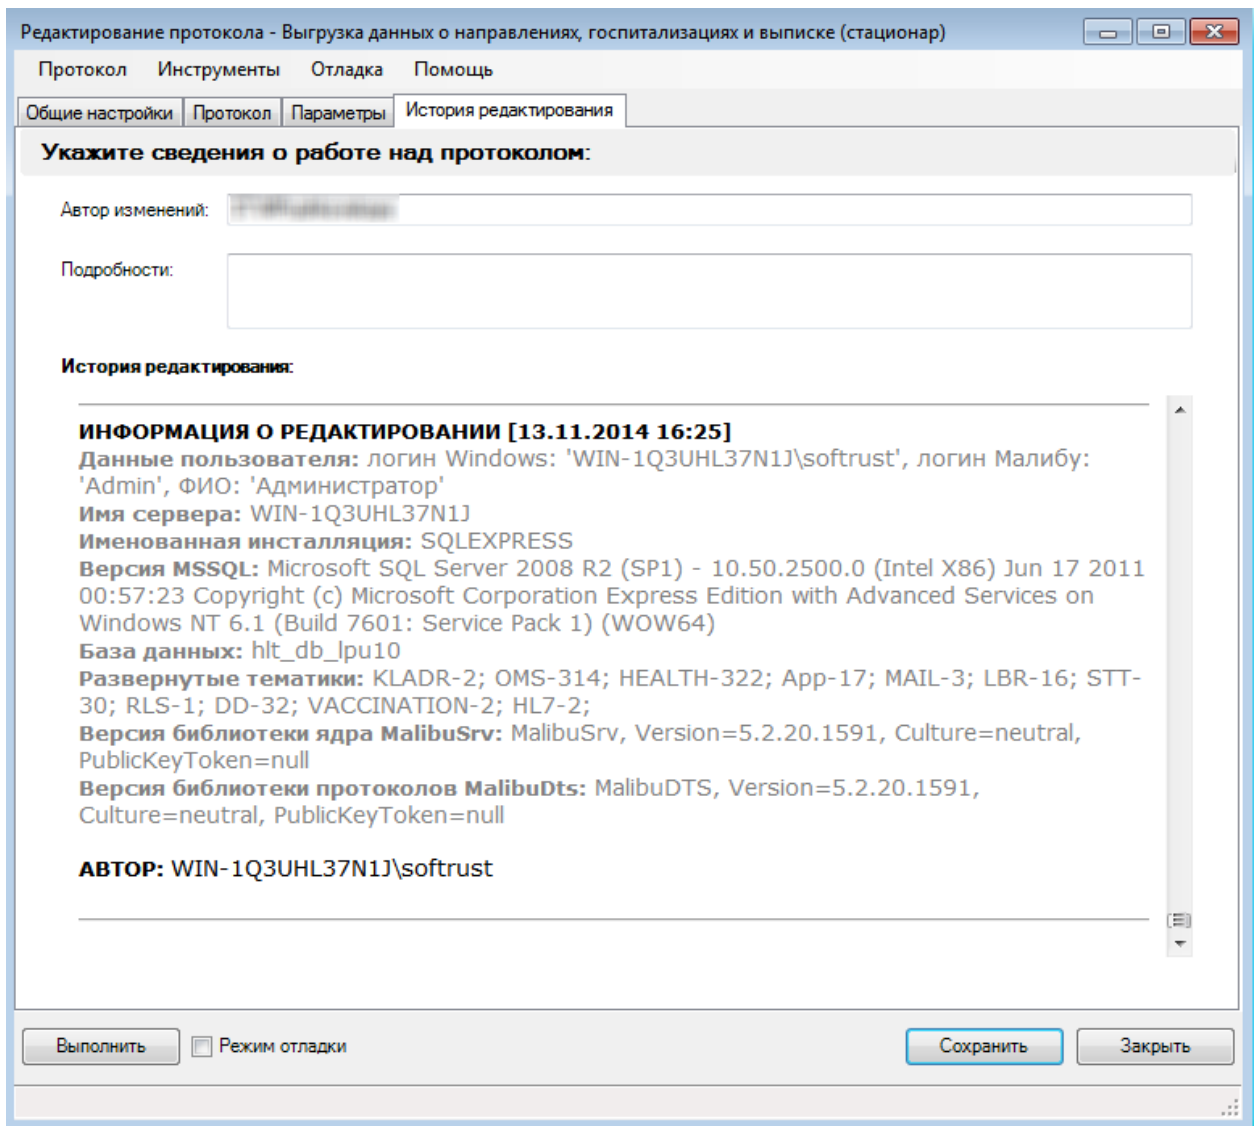 Редактирование протокола - Выгрузка данных о направлениях, госпитализациях и выписке (стационар)
Протокол Инструменты Отладка Помощь
Общие настройки Протокол Параметры История редактирования
Укажите сведения о работе над протоколом:
Автор изменений:
Подробности:
История редактирования:
ИНФОРМАЦИЯ О РЕДАКТИРОВАНИИ [13.11.2014 16:25]
Данные пользователя: логин Windows: 'WIN-1Q3UHL37N1J\softrust', логин Малибу:
'Admin', ФИО: 'Администратор'
Имя сервера: WIN-1Q3UHL37N1J
Именованная инсталляция: SQLEXPRESS
Версия MSSQL: Microsoft SQL Server 2008 R2 (SP1) - 10.50.2500.0 (Intel X86) Jun 17 2011
00:57:23 Copyright (c) Microsoft Corporation Express Edition with Advanced Services on
Windows NT 6.1 (Build 7601: Service Pack 1) (WOW64)
База данных: hlt_db_lpu10
Развернутые тематики: KLADR-2; OMS-314; HEALTH-322; App-17; MAIL-3; LBR-16; STT-
30; RLS-1; DD-32; VACCINATION-2; HL7-2;
Версия библиотеки ядра MalibuSrv: MalibuSrv, Version=5.2.20.1591, Culture=neutral,
PublicKeyToken=null
Версия библиотеки протоколов MalibuDts: MalibuDTS, Version=5.2.20.1591,
Culture=neutral, PublicKeyToken=null
АВТОР: WIN-1Q3UHL37N1J\softrust
Выполнить Режим отладки Сохранить Закрыть